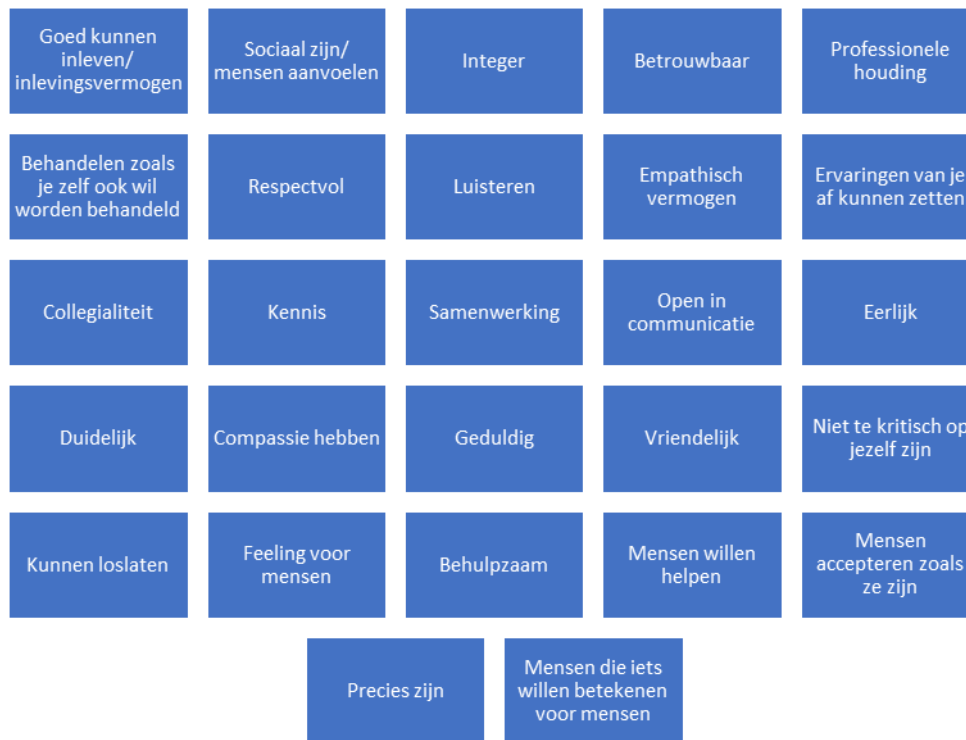 Goed kunnen
inleven/
inlevingsvermogen
Sociaal zijn/
mensen aanvoelen
Integer
Betrouwbaar
Professionele
houding
Behandelen zoals
je zelf ook wil
worden behandeld
Respectvol
Luisteren
Empathisch
vermogen
Ervaringen van je
af kunnen zetten
Collegialiteit
Kennis
Samenwerking
Open in
communicatie
Eerlijk
Duidelijk
Compassie hebben
Geduldig
Vriendelijk
Niet te kritisch op
jezelf zijn
Kunnen loslaten
Feeling voor
mensen
Behulpzaam
Mensen willen
helpen
Mensen
accepteren zoals
ze zijn
Precies zijn
Mensen die iets
willen betekenen
voor mensen